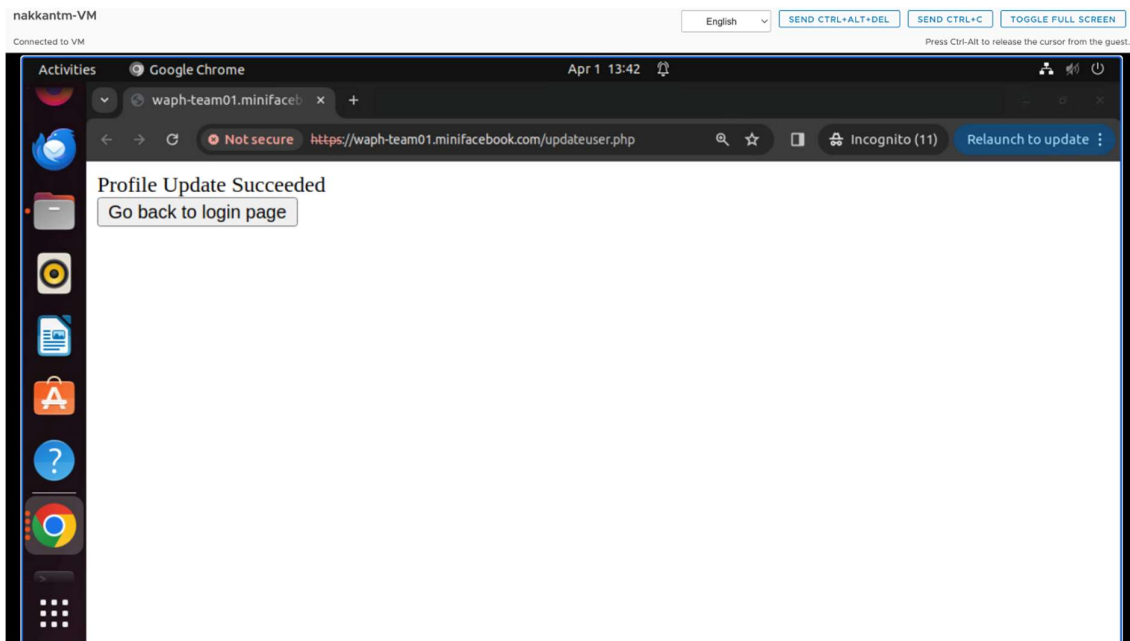 nakkantm-VM
English
SEND CTRL+ALT+DEL
SEND CTRL+C
TOGGLE FULL SCREEN
Connected to VM
Press Ctrl-Alt to release the cursor from the guest.
Activities
Google Chrome
Apr 1 13:42
waph-team01.minifaceb
Not secure
https://waph-team01.minifacebook.com/updateuser.php
Incognito (11)
Relaunch to update
Profile Update Succeeded
Go back to login page